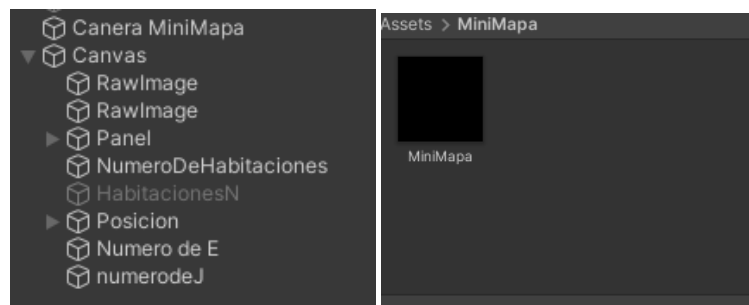 Canera MiniMapa
Canvas
RawImage
RawImage
Panel
NumeroDeHabitaciones
HabitacionesN
Posicion
Numero de E
numerodeJ
Assets > MiniMapa
MiniMapa